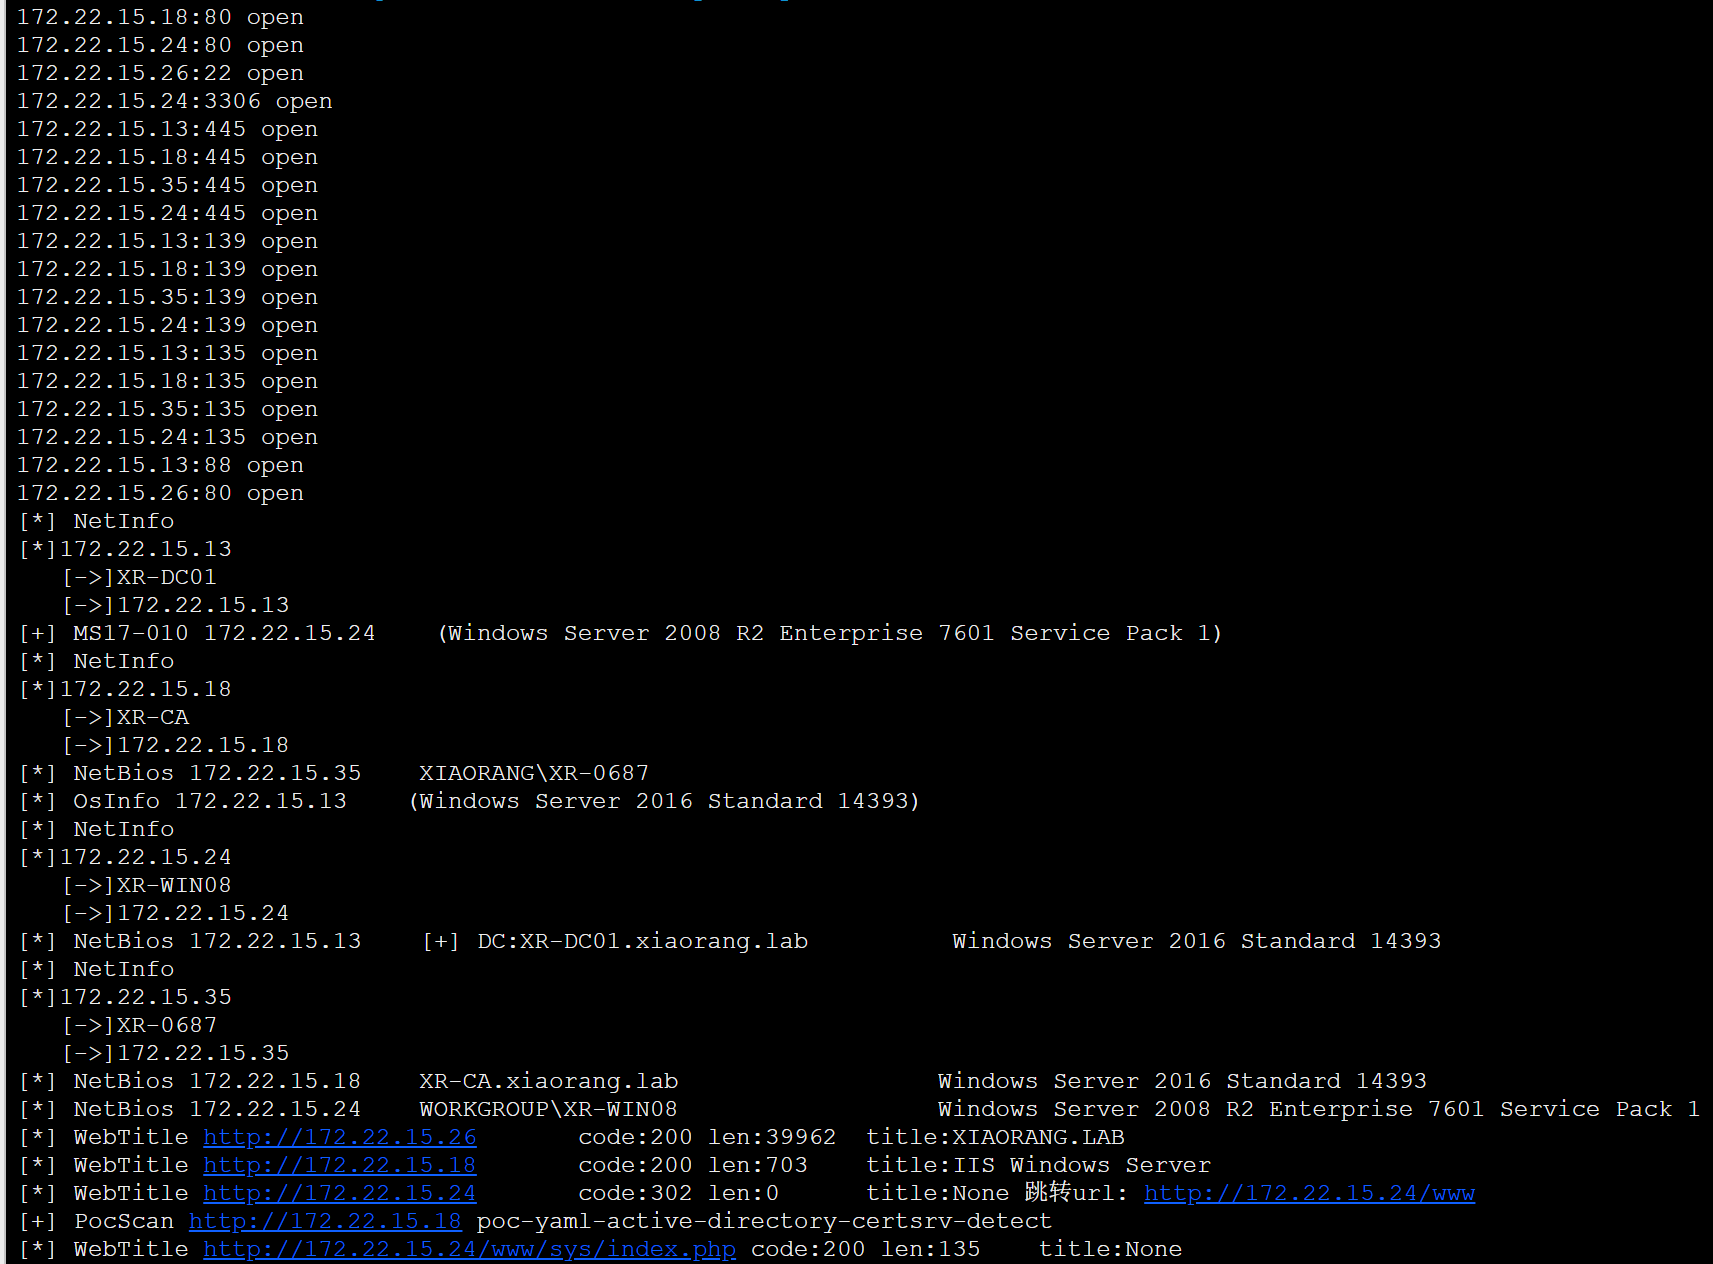 172.22.15.18:80 open
172.22.15.24:80 open
172.22.15.26:22 open
172.22.15.24:3306 open
172.22.15.13:445 open
172.22.15.18:445 open
172.22.15.35:445 open
172.22.15.24:445 open
172.22.15.13:139 open
172.22.15.18:139 open
172.22.15.35:139 open
172.22.15.24:139 open
172.22.15.13:135 open
172.22.15.18:135 open
172.22.15.35:135 open
172.22.15.24:135 open
172.22.15.13:88 open
172.22.15.26:80 open
[*] NetInfo
[*]172.22.15.13
   [->]XR-DC01
   [->]172.22.15.13
[+] MS17-010 172.22.15.24    (Windows Server 2008 R2 Enterprise 7601 Service Pack 1)
[*] NetInfo
[*]172.22.15.18
   [->]XR-CA
   [->]172.22.15.18
[*] NetBios 172.22.15.35    XIAORANG\XR-0687
[*] OsInfo 172.22.15.13    (Windows Server 2016 Standard 14393)
[*] NetInfo
[*]172.22.15.24
   [->]XR-WIN08
   [->]172.22.15.24
[*] NetBios 172.22.15.13    [+] DC:XR-DC01.xiaorang.lab          Windows Server 2016 Standard 14393
[*] NetInfo
[*]172.22.15.35
   [->]XR-0687
   [->]172.22.15.35
[*] NetBios 172.22.15.18    XR-CA.xiaorang.lab                  Windows Server 2016 Standard 14393
[*] NetBios 172.22.15.24    WORKGROUP\XR-WIN08                  Windows Server 2008 R2 Enterprise 7601 Service Pack 1
[*] WebTitle http://172.22.15.26       code:200 len:39962  title:XIAORANG.LAB
[*] WebTitle http://172.22.15.18       code:200 len:703    title:IIS Windows Server
[*] WebTitle http://172.22.15.24       code:302 len:0      title:None 跳转url: http://172.22.15.24/www
[+] PocScan http://172.22.15.18 poc-yaml-active-directory-certsrv-detect
[*] WebTitle http://172.22.15.24/www/sys/index.php code:200 len:135    title:None